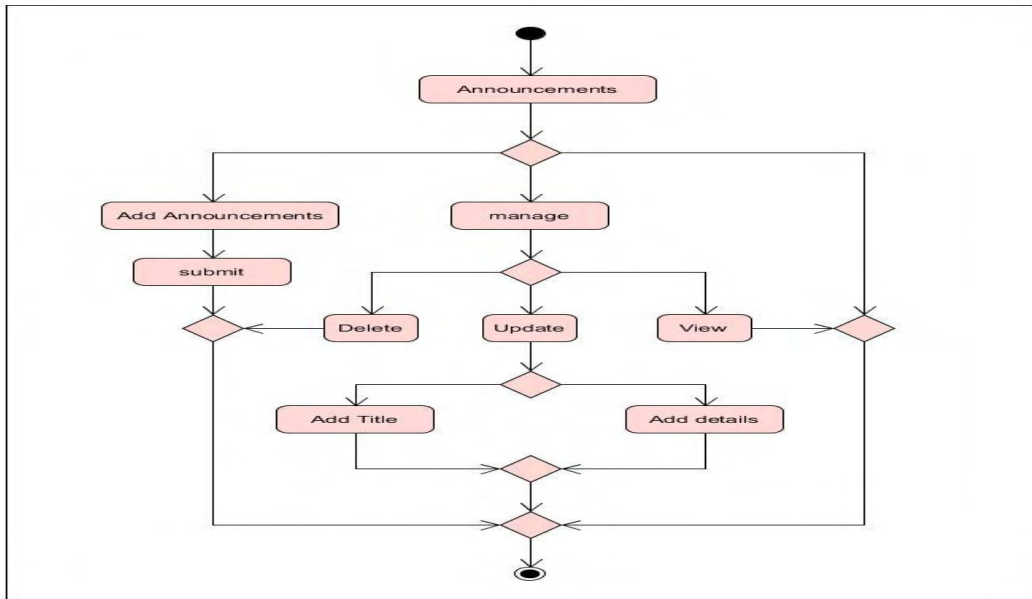 Announcements
Add Announcements
manage
submit
Delete
Update
View
Add Title
Add details